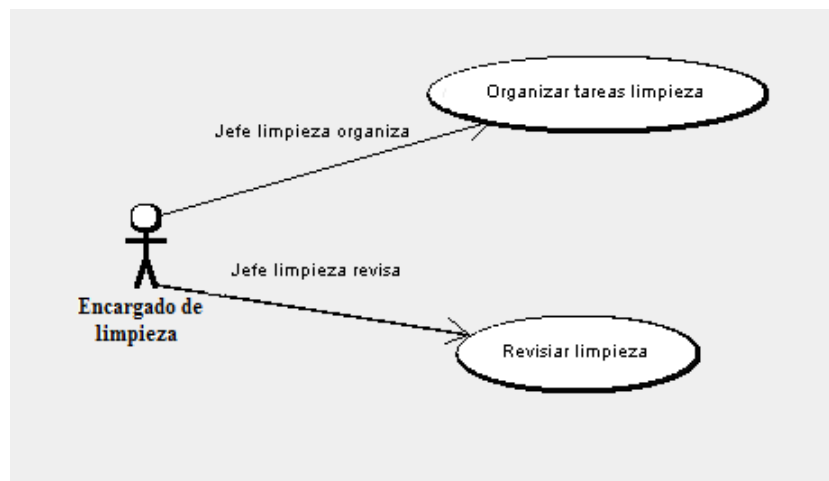 Organizar tareas limpieza
Jefe limpieza organiza
Jefe limpieza revisa
Encargado de
limpieza
Revisiar limpieza